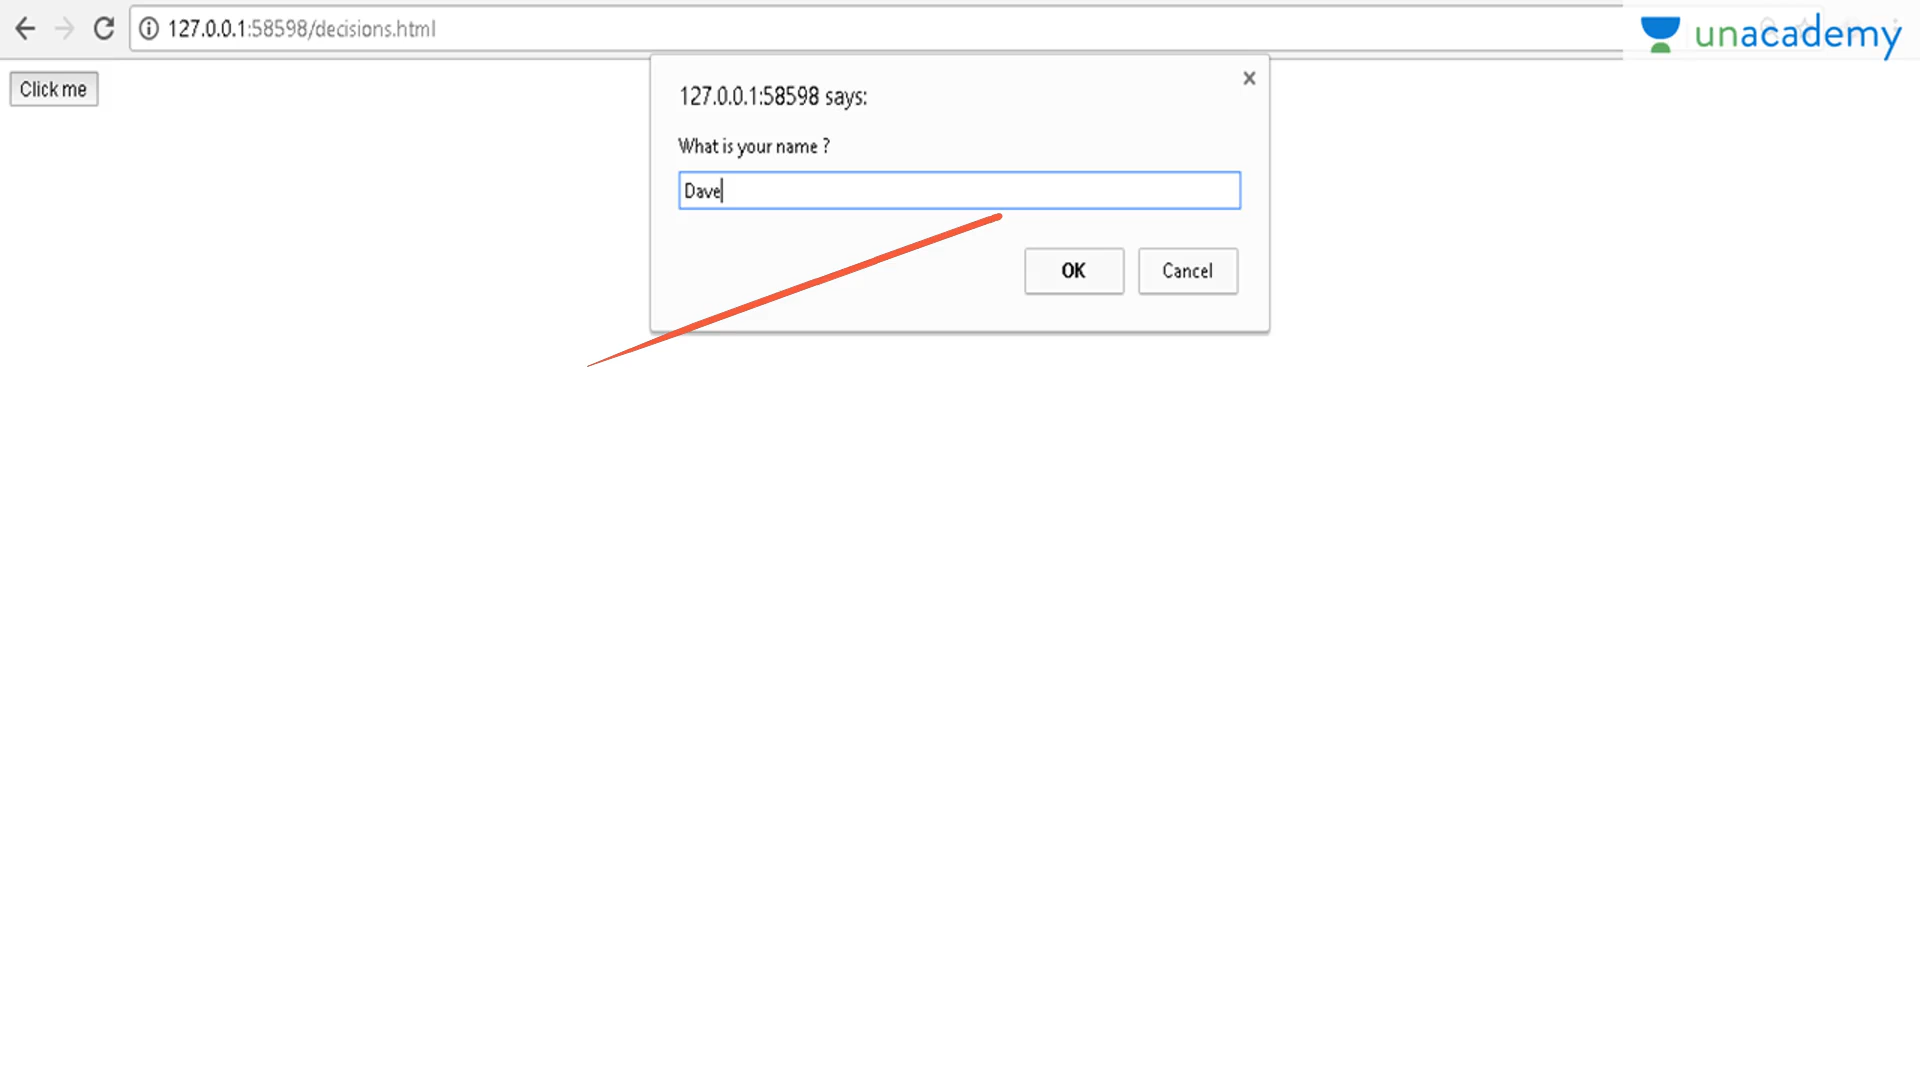 127.0.0.1:58598/decisions.html
unacademy
Click me
127.0.0.1:58598 says:
What is your name ?
Dave
OK
Cancel